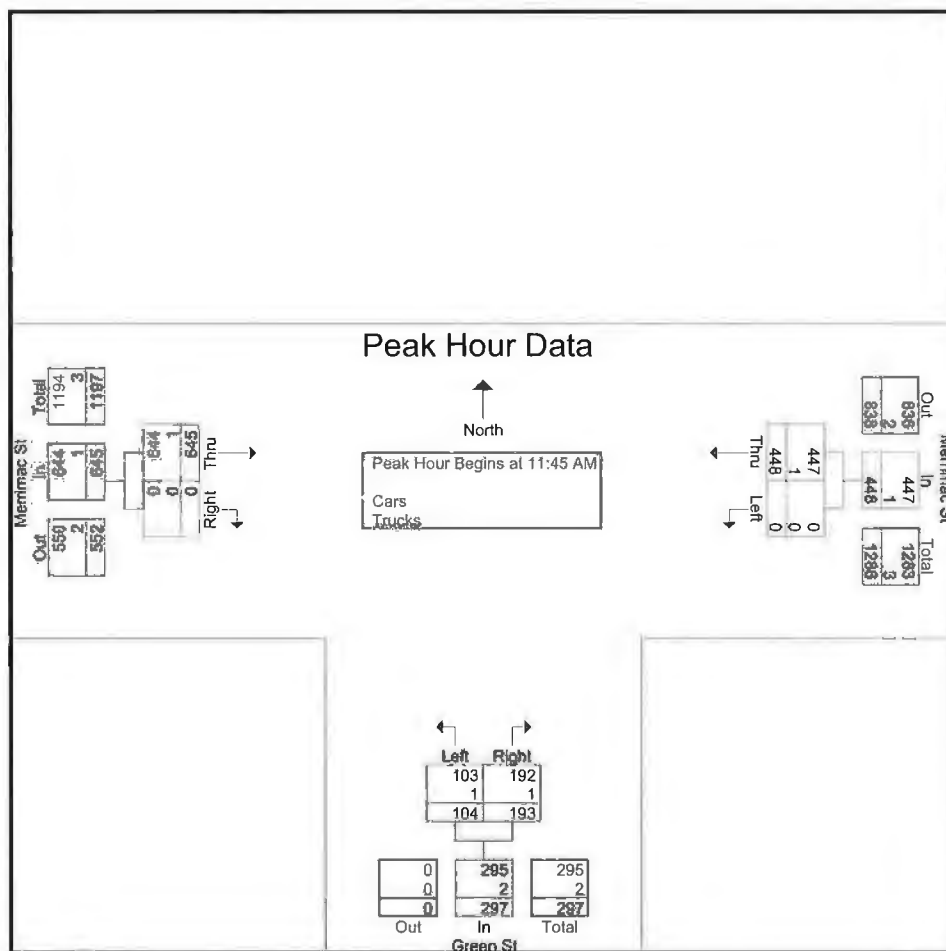 Peak Hour Data
North
Peak Hour Begins at 11:45 AM
Cars
Trucks
Merrimac St
Total
1194
3
1197
In
644
1
645
Out
550
2
552
Thru
644
1
645
Right
0
0
0
Merrimac St
Out
836
2
838
In
447
1
448
Total
1283
3
1286
Thru
447
1
448
Left
0
0
0
Left Right
103 192
1 1
104 193
0 295 295
0 2 2
0 297 297
Out In Total
Green St